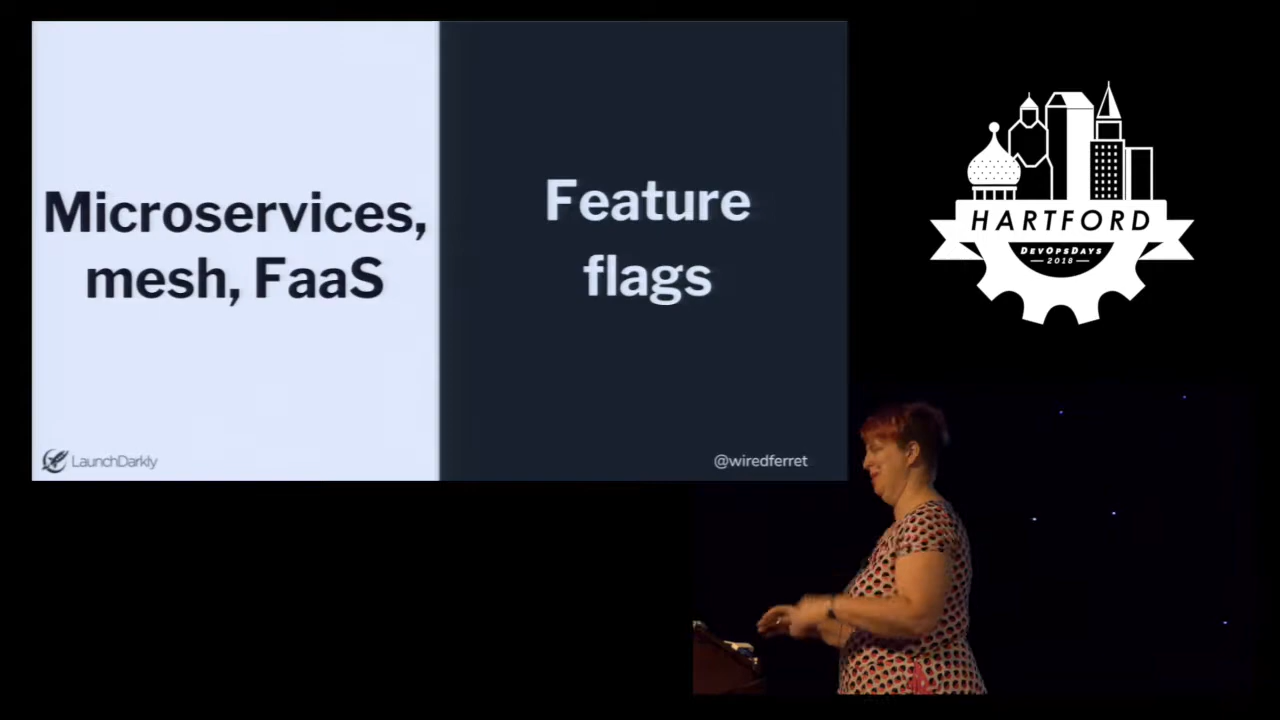 Microservices,
mesh, FaaS
Feature
flags
LaunchDarkly
@wiredferret
HARTFORD
DEVOPSDAYS
2018